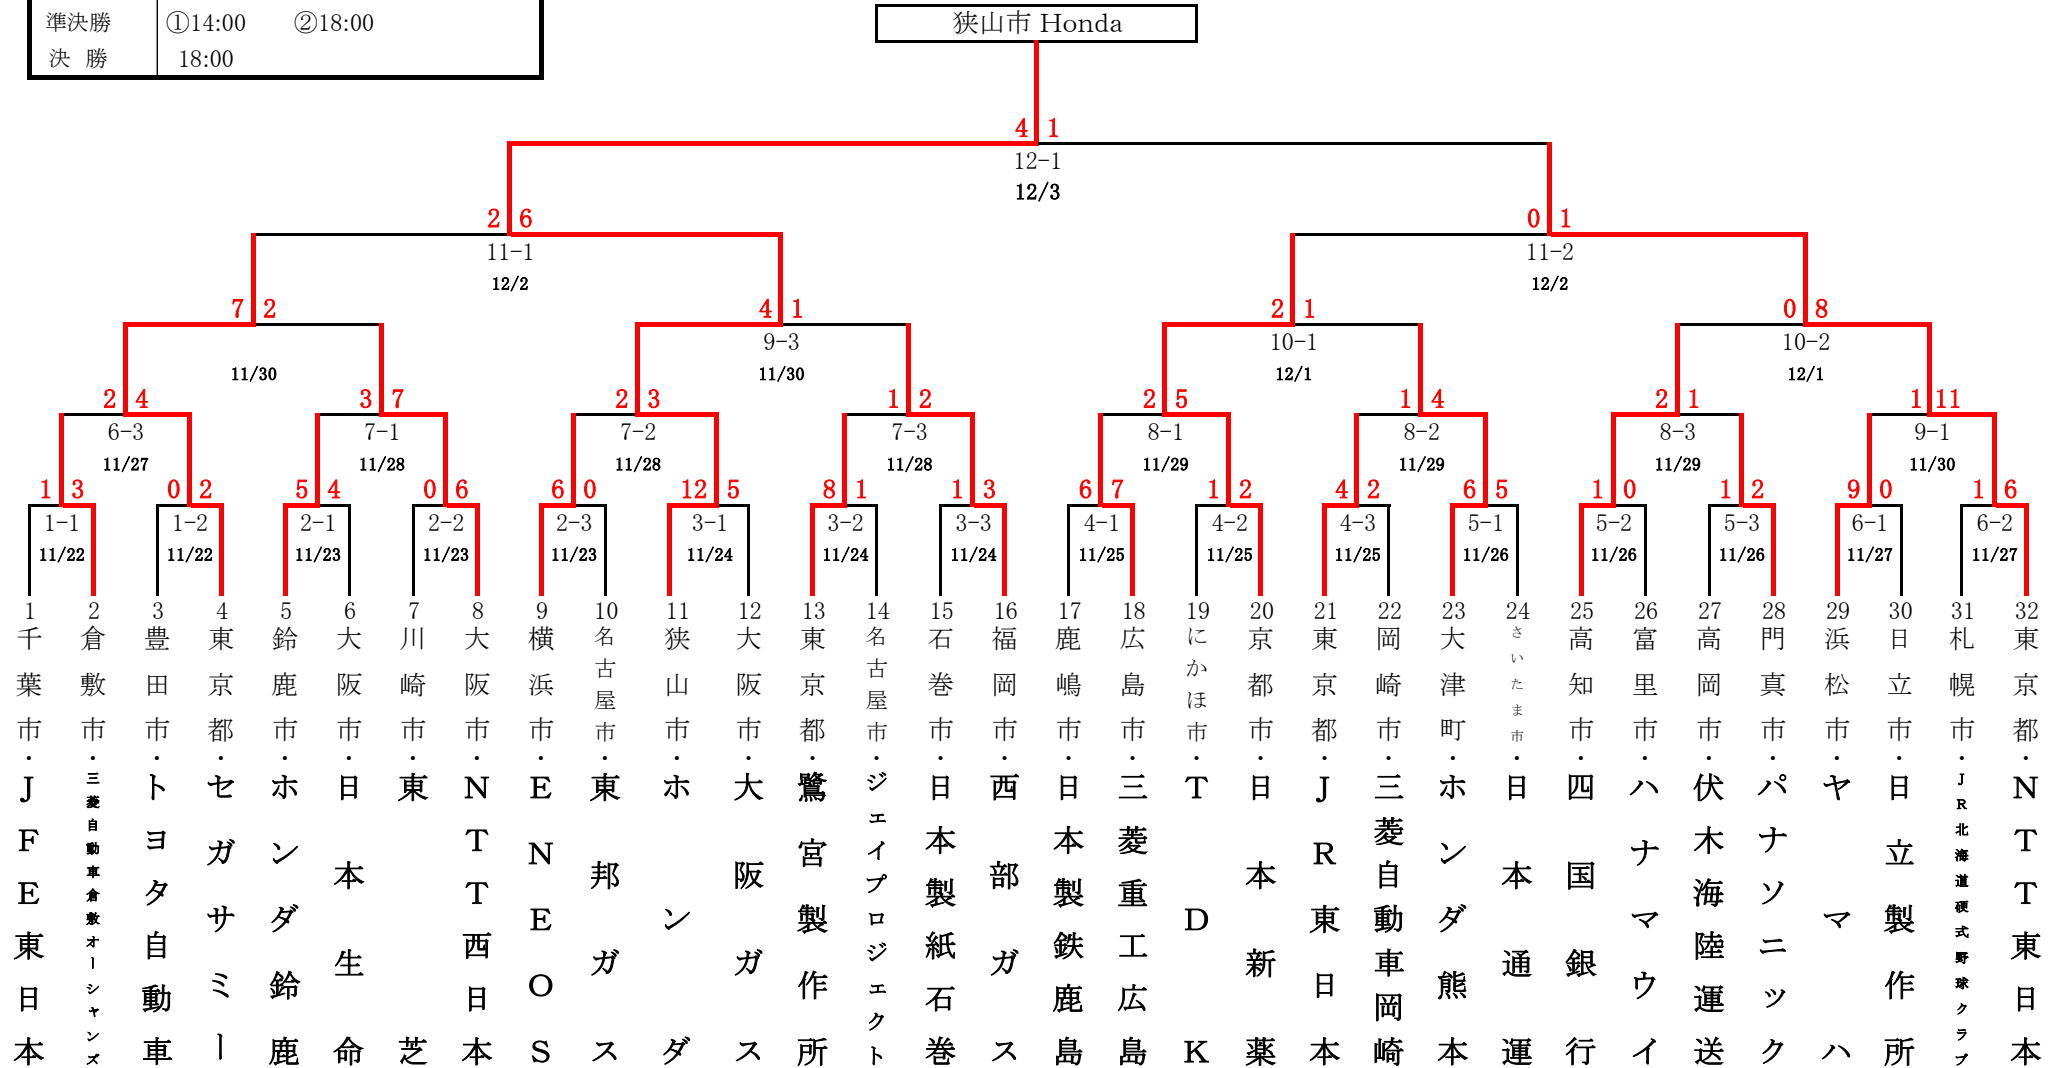 準決勝 ①14:00 ②18:00
決 勝 18:00
狭山市 Honda
4 1
12-1
12/3
2 6 0 1
11-1 11-2
12/2 12/2
7 2 4 1 2 1 0 8
9-3 10-1 10-2
11/30 11/30 12/1 12/1
2 4 3 7 2 3 1 2 2 5 1 4 2 1 1 11
6-3 7-1 7-2 7-3 8-1 8-2 8-3 9-1
11/27 11/28 11/28 11/28 11/29 11/29 11/29 11/30
1 3 0 2 5 4 0 6 6 0 12 5 8 1 1 3 6 7 1 2 4 2 6 5 1 0 1 2 9 0 1 6
1-1 1-2 2-1 2-2 2-3 3-1 3-2 3-3 4-1 4-2 4-3 5-1 5-2 5-3 6-1 6-2
11/22 11/22 11/23 11/23 11/23 11/24 11/24 11/24 11/25 11/25 11/25 11/26 11/26 11/26 11/27 11/27
1 千葉市・JFE東日本
2 倉敷市・三菱自動車倉敷オーシャンズ
3 豊田市・トヨタ自動車
4 東京都・セガサミー
5 鈴鹿市・ホンダ鈴鹿
6 大阪市・日本生命
7 川崎市・東芝
8 大阪市・NTT西日本
9 横浜市・ENEOS
10 名古屋市・東邦ガス
11 狭山市・ホンダ
12 大阪市・大阪ガス
13 東京都・鷺宮製作所
14 名古屋市・ジェイプロジェクト
15 石巻市・日本製紙石巻
16 福岡市・西部ガス
17 鹿嶋市・日本製鉄鹿島
18 広島市・三菱重工広島
19 にかほ市・TDK
20 京都市・日本新薬
21 東京都・JR東日本
22 岡崎市・三菱自動車岡崎
23 大津町・ホンダ熊本
24 さいたま市・日本通運
25 高知市・四国銀行
26 富里市・ハナマウイ
27 高岡市・伏木海陸運送
28 門真市・パナソニック
29 浜松市・ヤマハ
30 日立市・日立製作所
31 札幌市・JR北海道硬式野球クラブ
32 東京都・NTT東日本